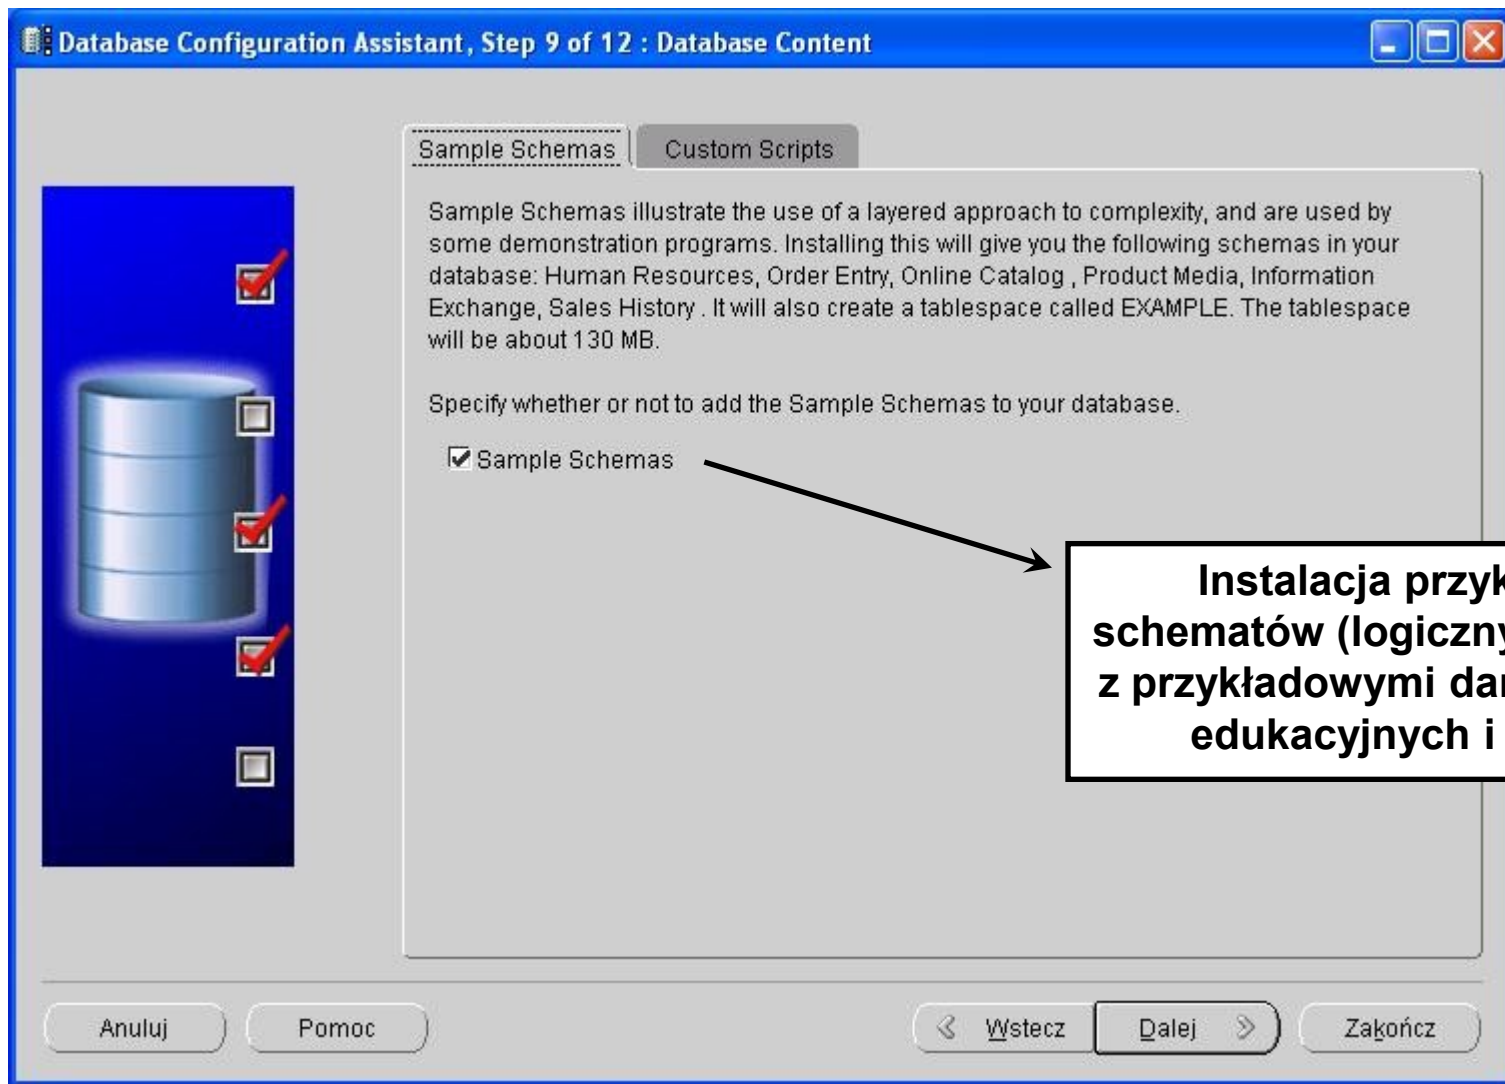 Database Configuration Assistant, Step 9 of 12 : Database Content
Sample Schemas
Custom Scripts
Sample Schemas illustrate the use of a layered approach to complexity, and are used by
some demonstration programs. Installing this will give you the following schemas in your
database: Human Resources, Order Entry, Online Catalog , Product Media, Information
Exchange, Sales History . It will also create a tablespace called EXAMPLE. The tablespace
will be about 130 MB.
Specify whether or not to add the Sample Schemas to your database.
Sample Schemas
Instalacja
schematów
z przykładowymi
edukacyjnych i
Anuluj
Pomoc
Wstecz
Dalej
Zakończ